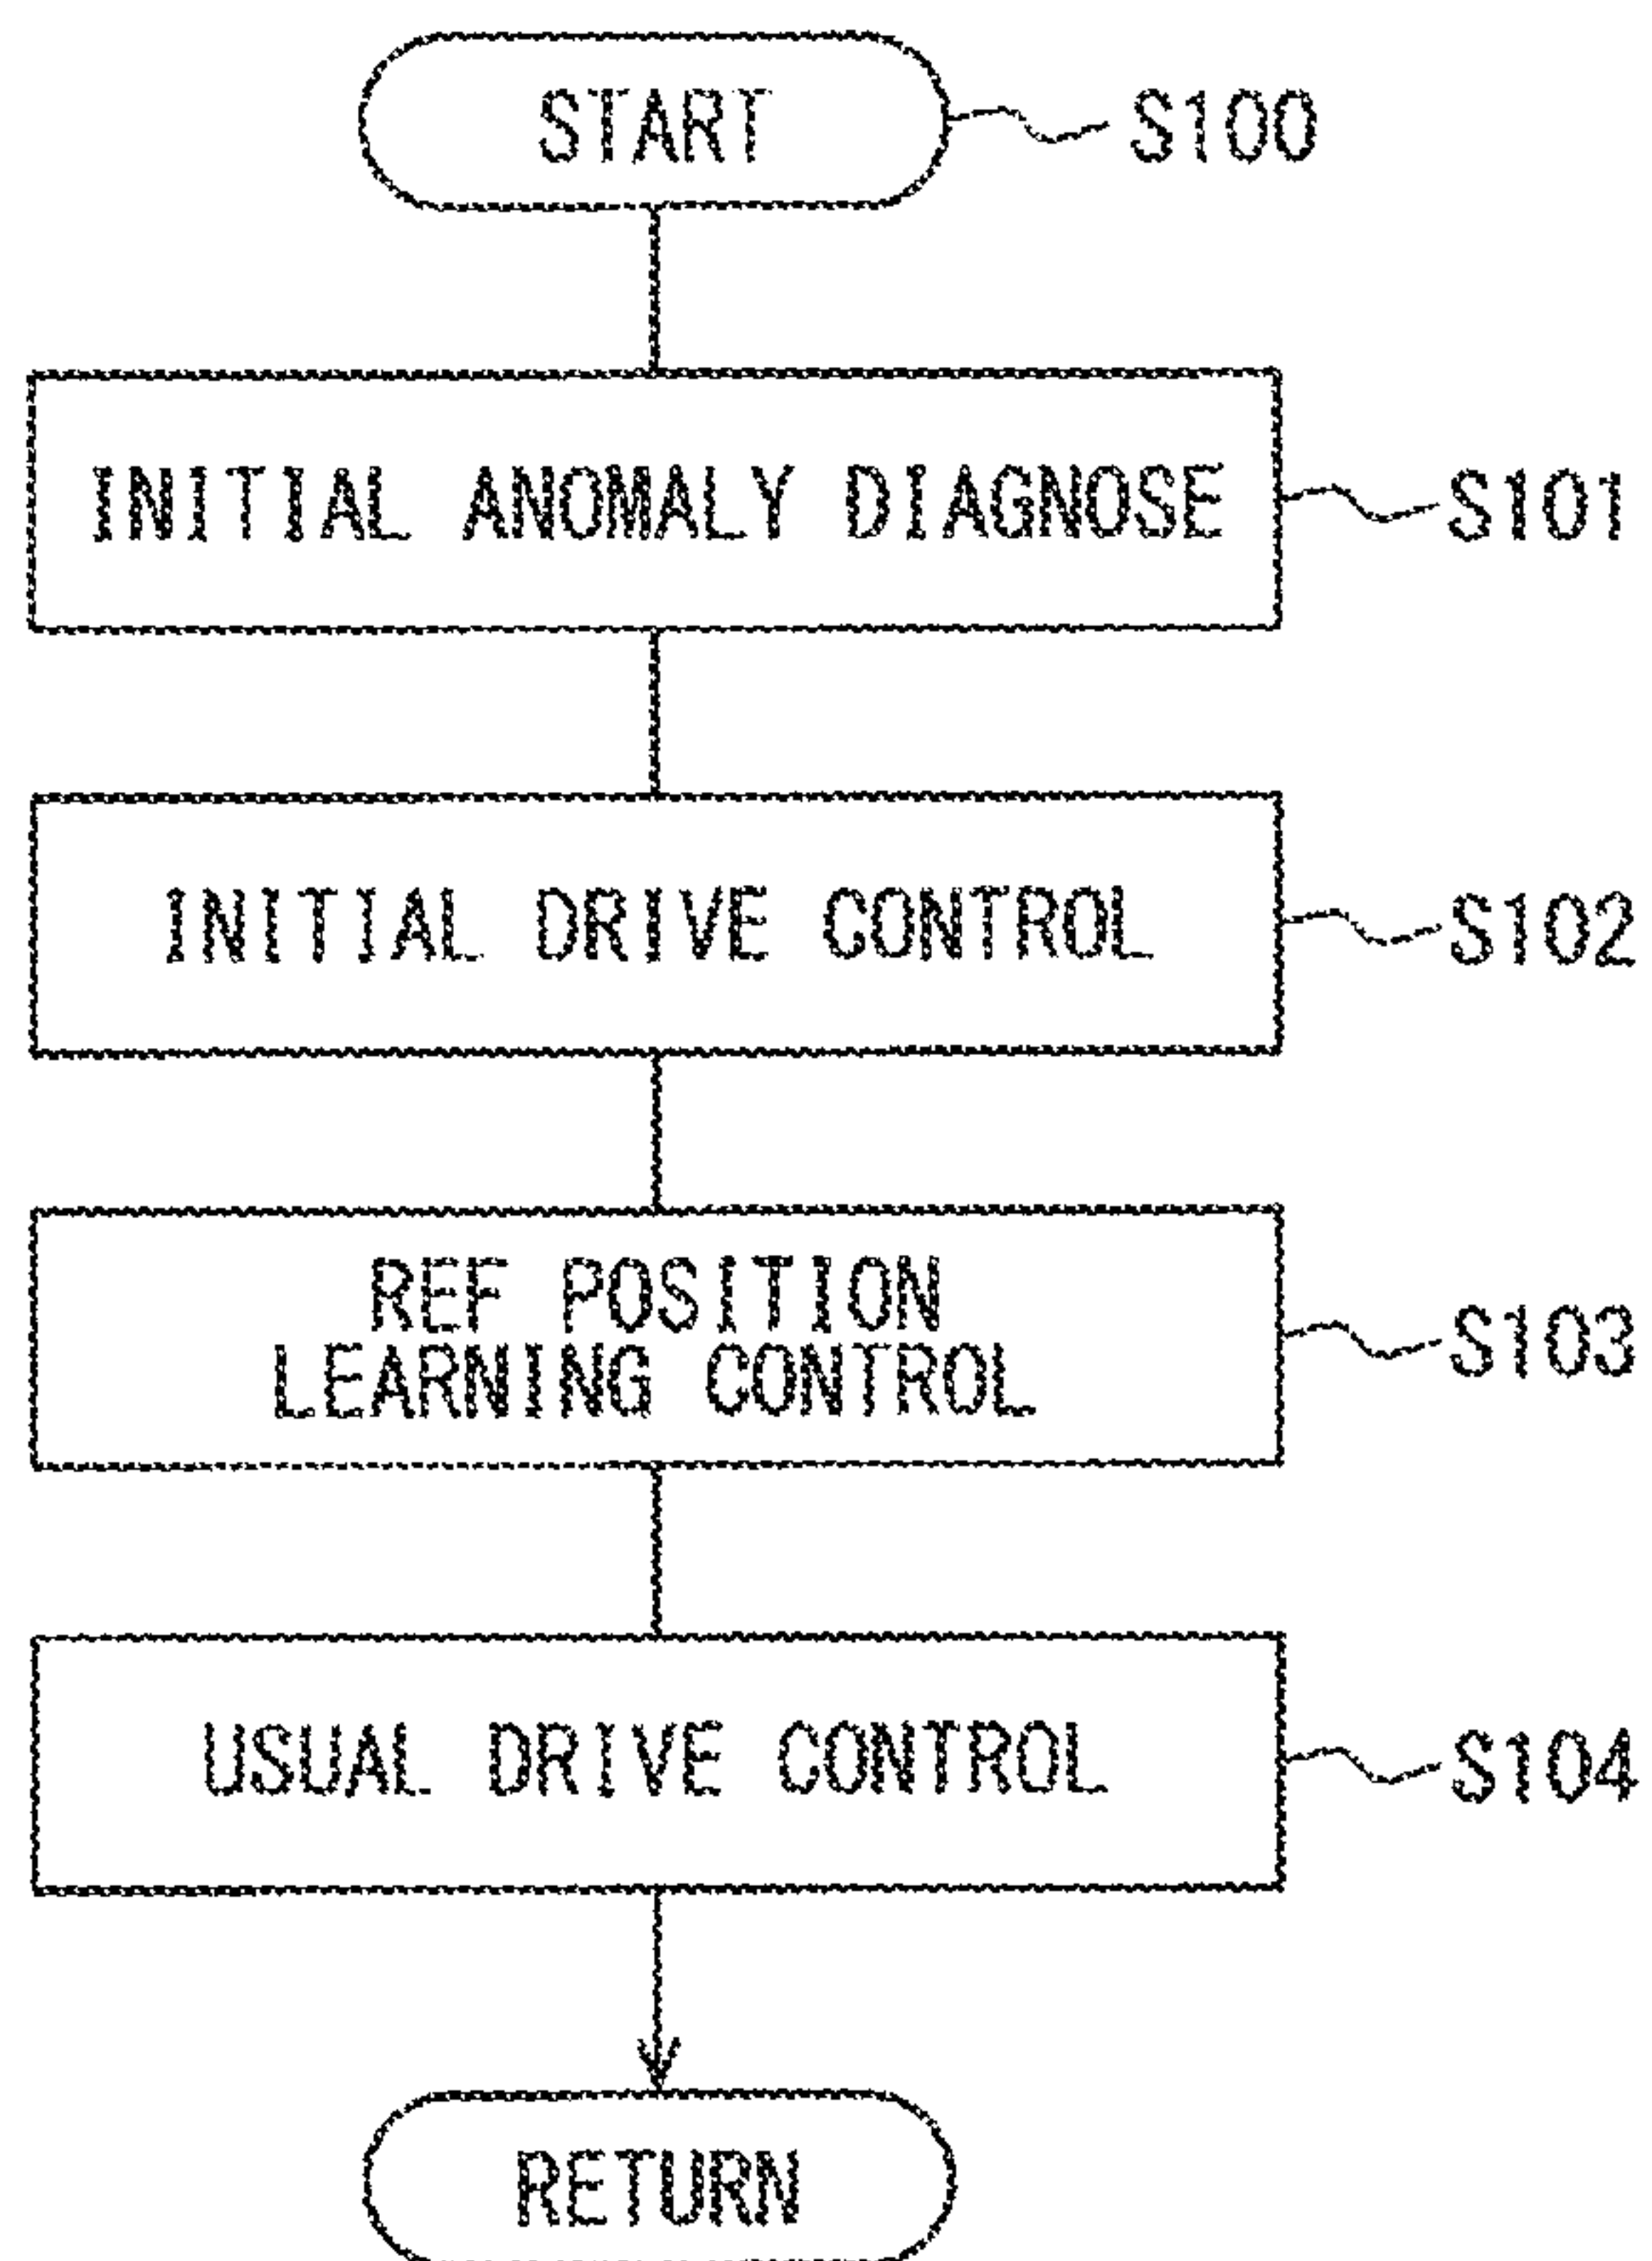 START S100
INITIAL ANOMALY DIAGNOSE S101
INITIAL DRIVE CONTROL S102
REF POSITION
LEARNING CONTROL S103
USUAL DRIVE CONTROL S104
RETURN